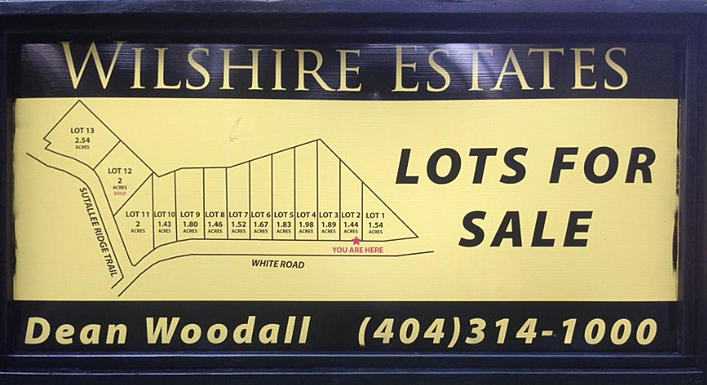 WILSHIRE ESTATES
LOT 13
2.54
ACRES
LOT 12
2
ACRES
SOLD
LOT 11
2
ACRES
LOT 10
1.43
ACRES
LOT 9
1.80
ACRES
LOT 8
1.46
ACRES
LOT 7
1.52
ACRES
LOT 6
1.67
ACRES
LOT 5
1.83
ACRES
LOT 4
1.98
ACRES
LOT 3
1.89
ACRES
LOT 2
1.44
ACRES
LOT 1
1.54
ACRES
YOU ARE HERE
SUTALLEE RIDGE TRAIL
WHITE ROAD
LOTS FOR
SALE
Dean Woodall (404)314-1000